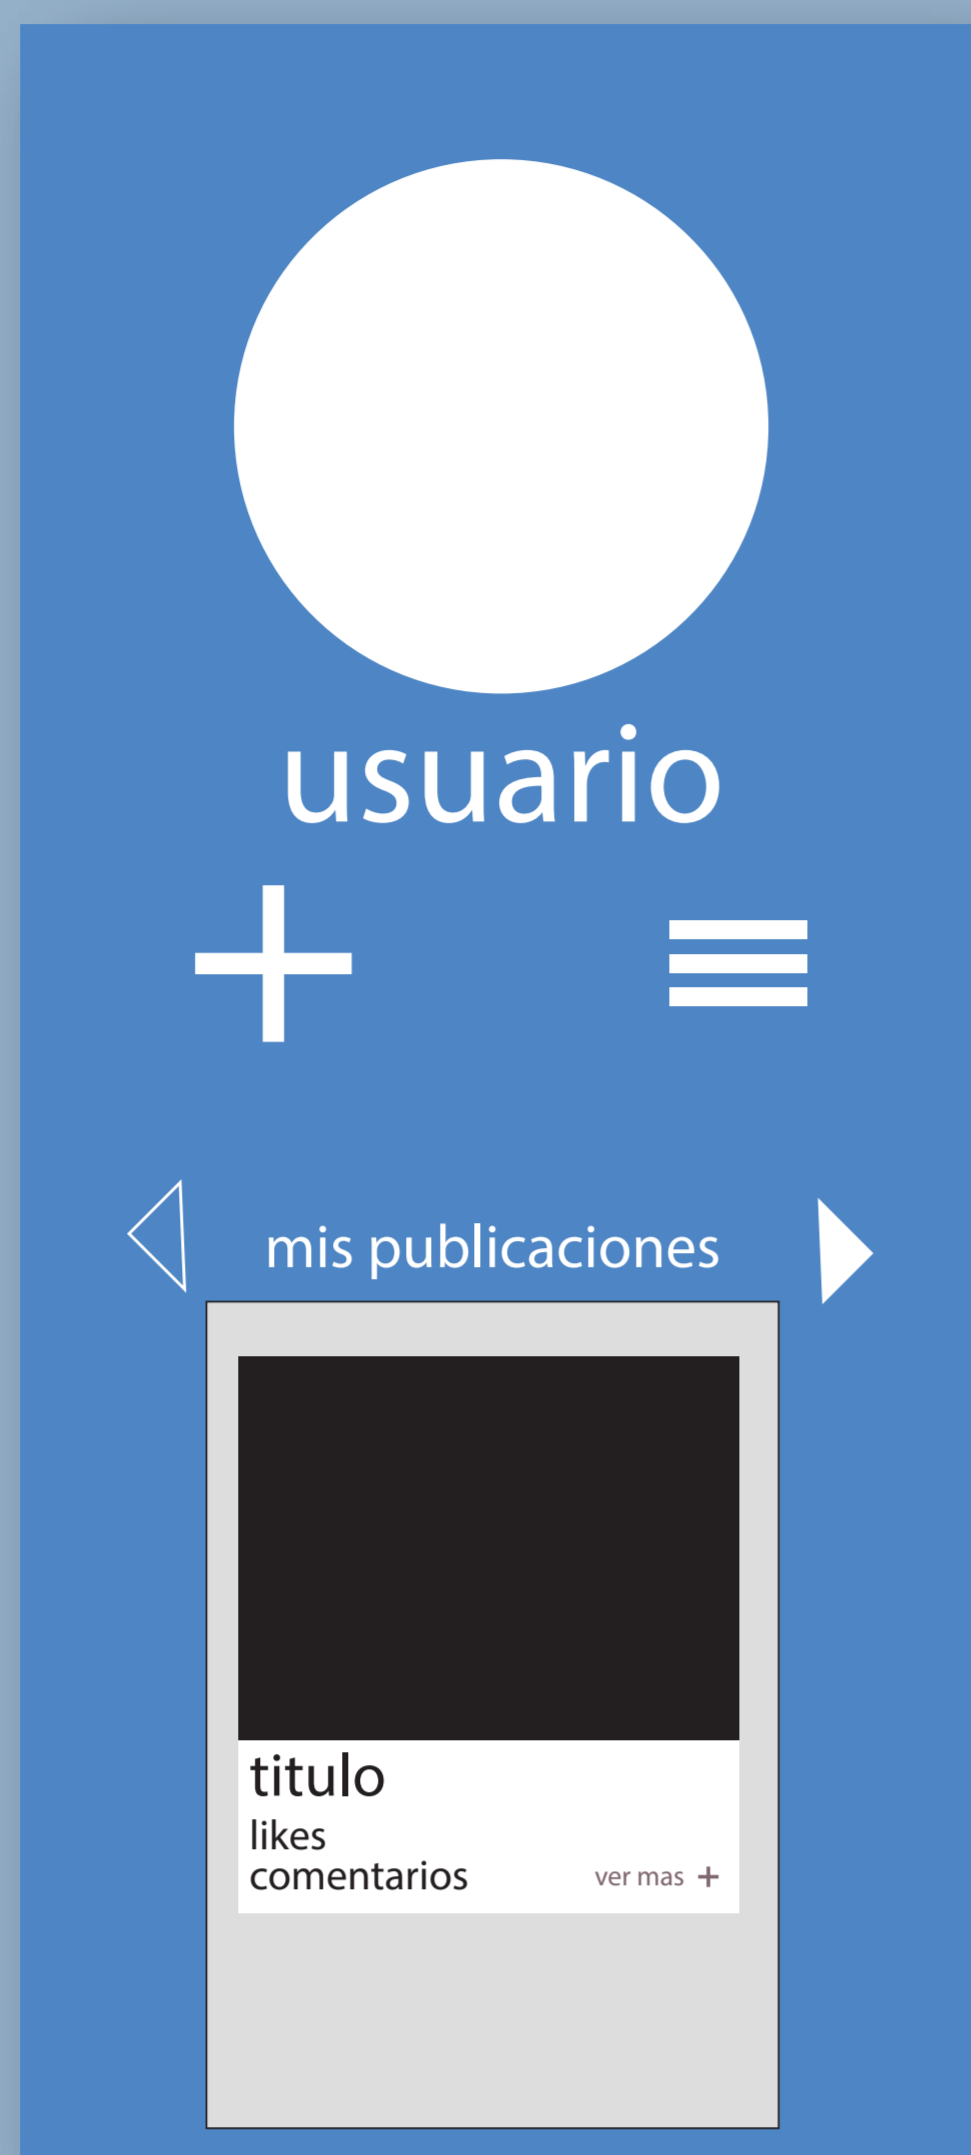 usuario
mis publicaciones
titulo
likes
comentarios
ver mas +